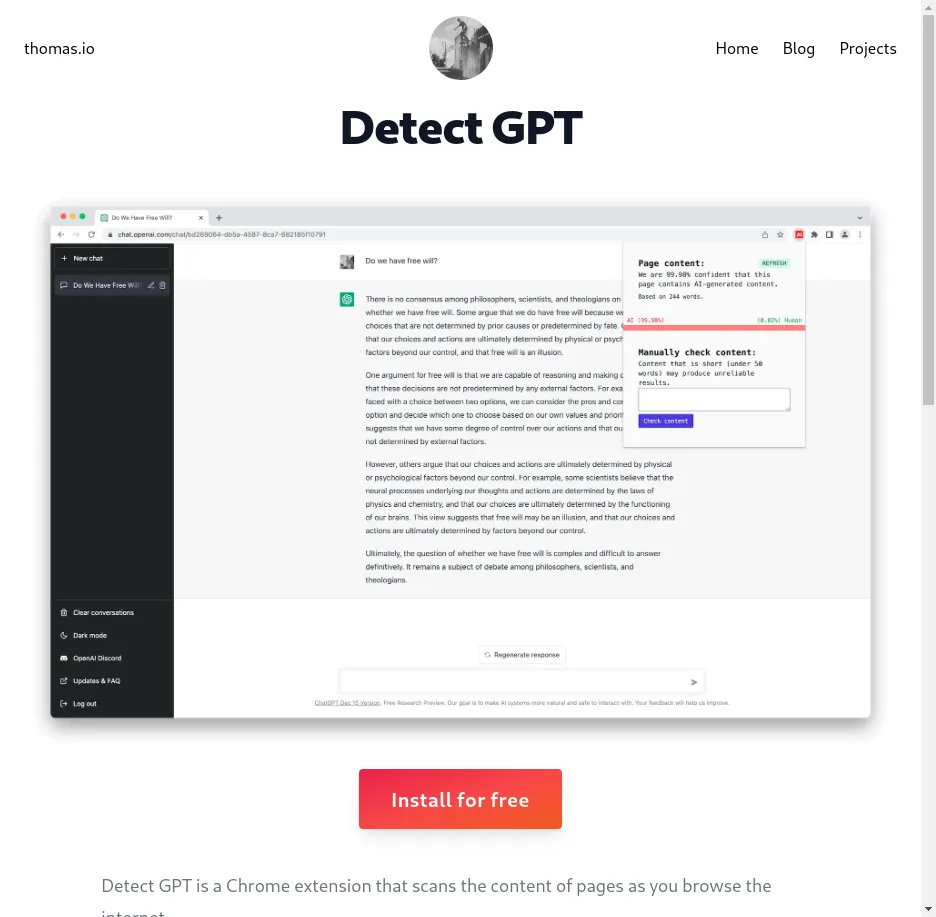 thomas.io
Home Blog Projects
Detect GPT
Do We Have Free Will?
chat.openai.com/chat/bd269064-db5a-4587-8ca7-682185f10791
New chat
Do We Have Free Will
Do we have free will?
There is no consensus among philosophers, scientists, and theologians on
whether we have free will. Some argue that we do have free will because we
choices that are not determined by prior causes or predetermined by fate.
that our choices and actions are ultimately determined by physical or psych
factors beyond our control, and that free will is an illusion.
One argument for free will is that we are capable of reasoning and making
that these decisions are not predetermined by any external factors. For exa
faced with a choice between two options, we can consider the pros and
option and decide which one to choose based on our own values and
suggests that we have some degree of control over our actions and that
not determined by external factors.
However, others argue that our choices and actions are ultimately determined by physical
or psychological factors beyond our control. For example, some scientists believe that the
neural processes underlying our thoughts and actions are determined by the laws of
physics and chemistry, and that our choices are ultimately determined by the functioning
of our brains. This view suggests that free will may be an illusion, and that our choices and
actions are ultimately determined by factors beyond our control.
Ultimately, the question of whether we have free will is complex and difficult to answer
definitively. It remains a subject of debate among philosophers, scientists, and
theologians.
Page content:
REFRESH
We are 99.98% confident that this
page contains AI-generated content.
Based on 244 words.
AI (99.98%) (0.02%) Human
Manually check content:
Content that is short (under 50
words) may produce unreliable
results.
Check content
Clear conversations
Dark mode
OpenAI Discord
Updates & FAQ
Log out
Regenerate response
ChatGPT Dec 15 Version. Free Research Preview. Our goal is to make AI systems more natural and safe to interact with. Your feedback will help us improve.
Install for free
Detect GPT is a Chrome extension that scans the content of pages as you browse the
internet